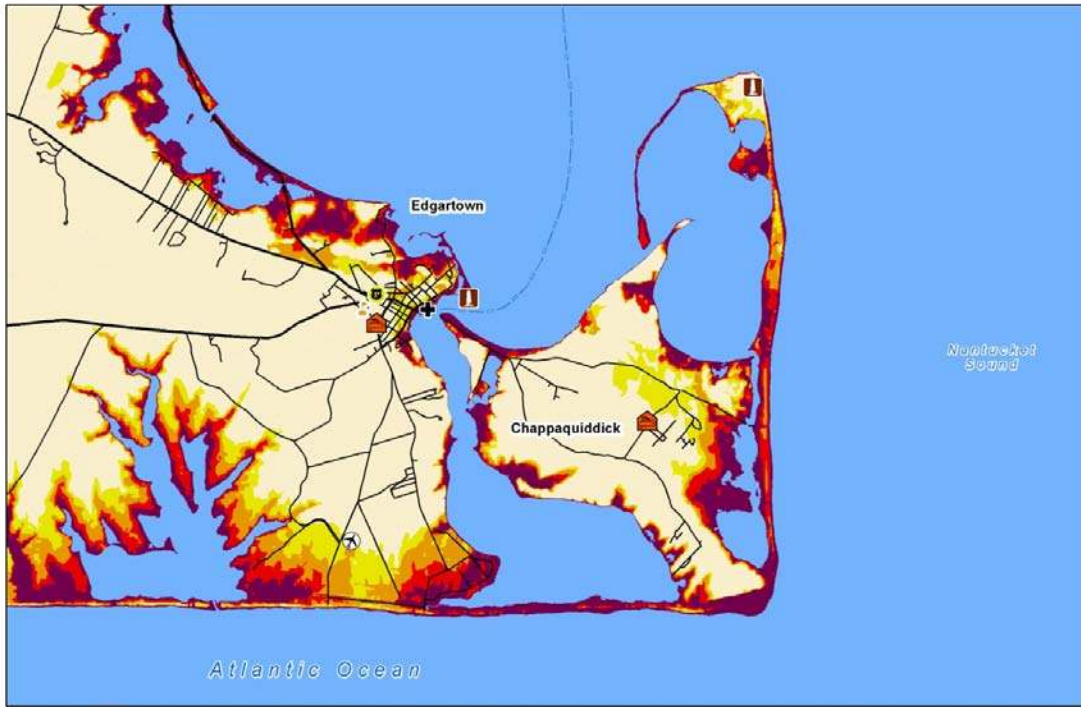 Edgartown
Nantucket
Sound
Chappaquiddick
Atlantic Ocean